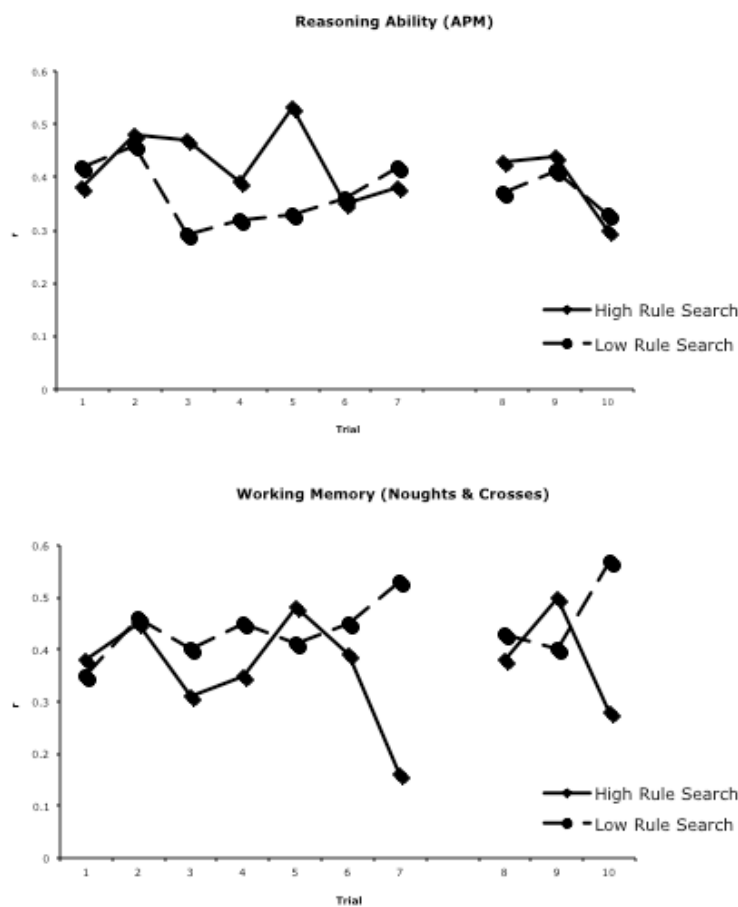 Reasoning Ability (APM)
0.6
0.5
0.4
r
0.3
0.2
0.1
0
High Rule Search
Low Rule Search
1 2 3 4 5 6 7 8 9 10
Trial
Working Memory (Noughts & Crosses)
0.6
0.5
0.4
r
0.3
0.2
0.1
0
High Rule Search
Low Rule Search
1 2 3 4 5 6 7 8 9 10
Trial